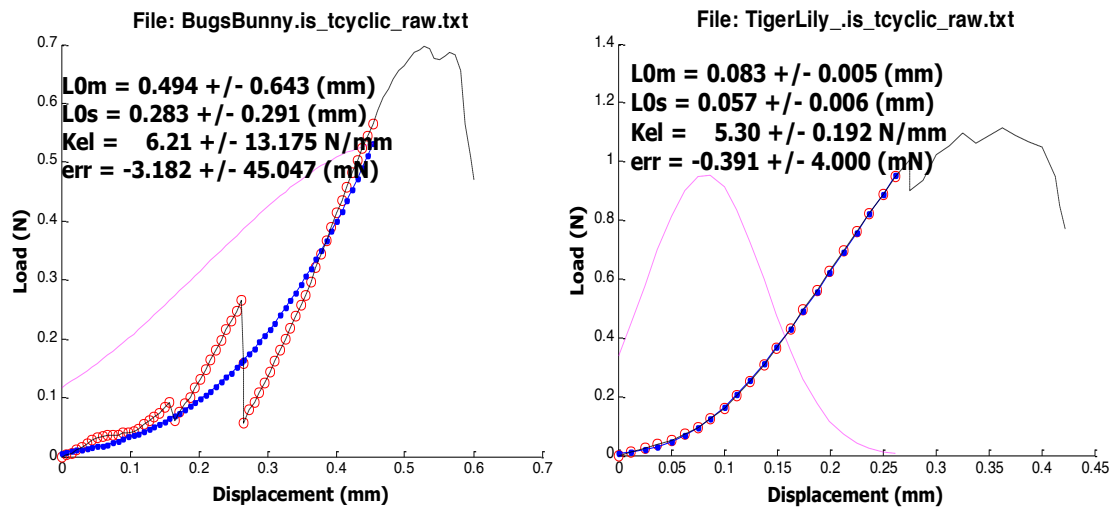 File: BugsBunny.is_tcyclic_raw.txt
L0m = 0.494 +/- 0.643 (mm)
L0s = 0.283 +/- 0.291 (mm)
Kel = 6.21 +/- 13.175 N/mm
err = -3.182 +/- 45.047 (mN)
Load (N)
0.7
0.6
0.5
0.4
0.3
0.2
0.1
0
0 0.1 0.2 0.3 0.4 0.5 0.6 0.7
Displacement (mm)
File: TigerLily_.is_tcyclic_raw.txt
L0m = 0.083 +/- 0.005 (mm)
L0s = 0.057 +/- 0.006 (mm)
Kel = 5.30 +/- 0.192 N/mm
err = -0.391 +/- 4.000 (mN)
Load (N)
1.4
1.2
1
0.8
0.6
0.4
0.2
0
0 0.05 0.1 0.15 0.2 0.25 0.3 0.35 0.4 0.45
Displacement (mm)